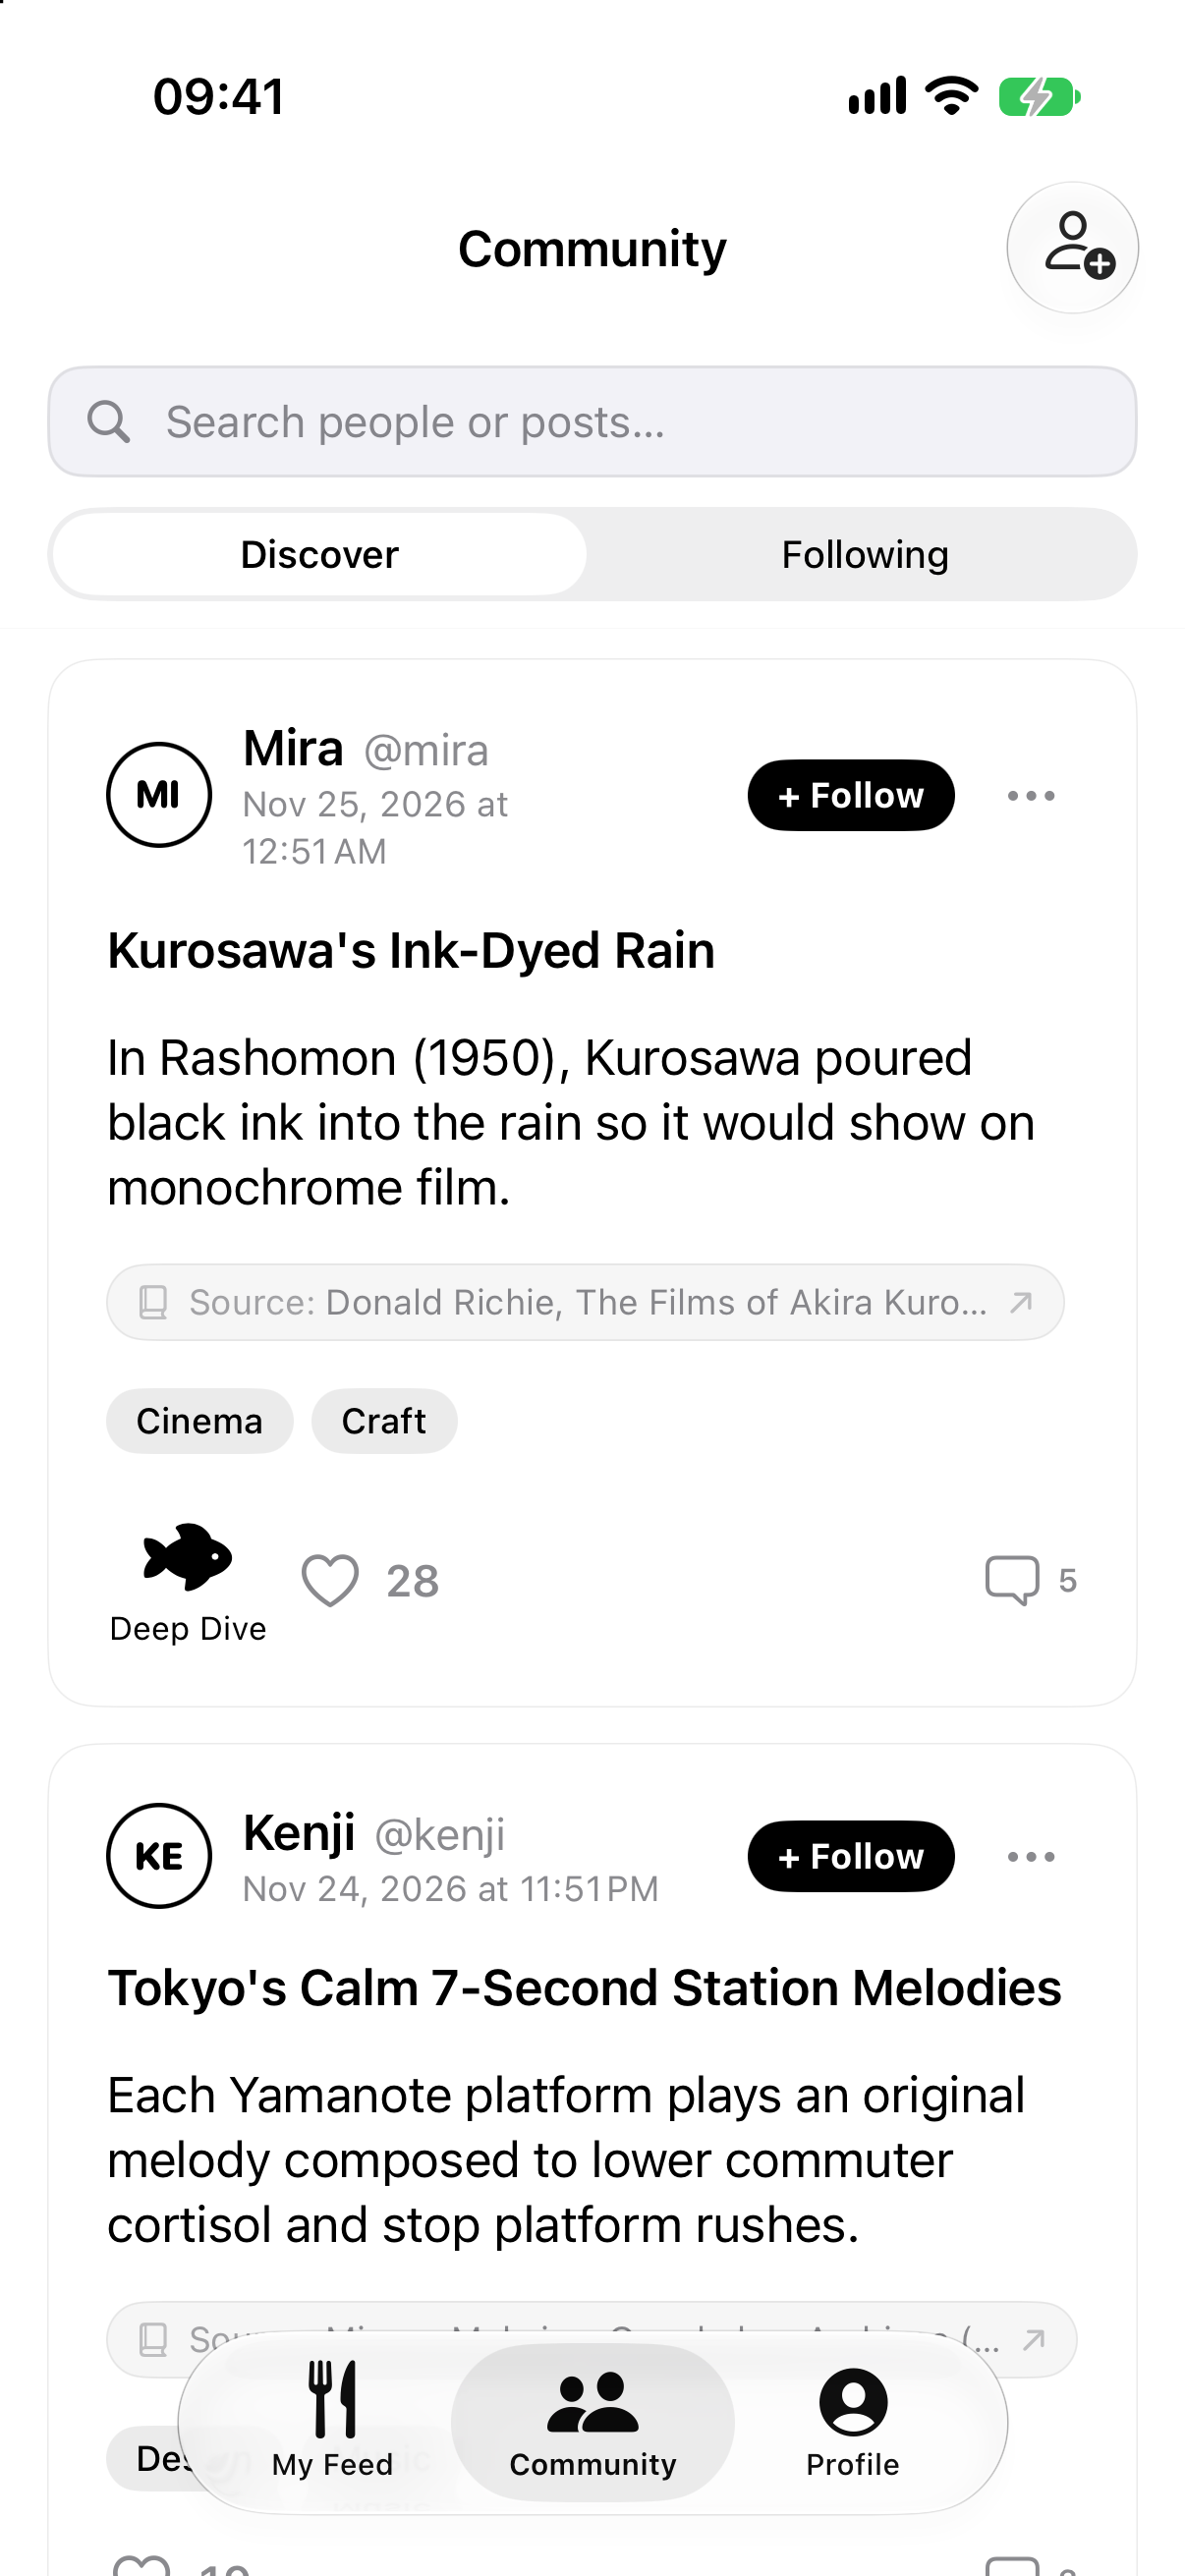 09:41
Community
Search people or posts...
Discover
Following
MI
Mira @mira
Nov 25, 2026 at
12:51 AM
+ Follow
Kurosawa's Ink-Dyed Rain
In Rashomon (1950), Kurosawa poured
black ink into the rain so it would show on
monochrome film.
Source: Donald Richie, The Films of Akira Kuro...
Cinema
Craft
Deep Dive
28
5
KE
Kenji @kenji
Nov 24, 2026 at 11:51 PM
+ Follow
Tokyo's Calm 7-Second Station Melodies
Each Yamanote platform plays an original
melody composed to lower commuter
cortisol and stop platform rushes.
My Feed
Community
Profile